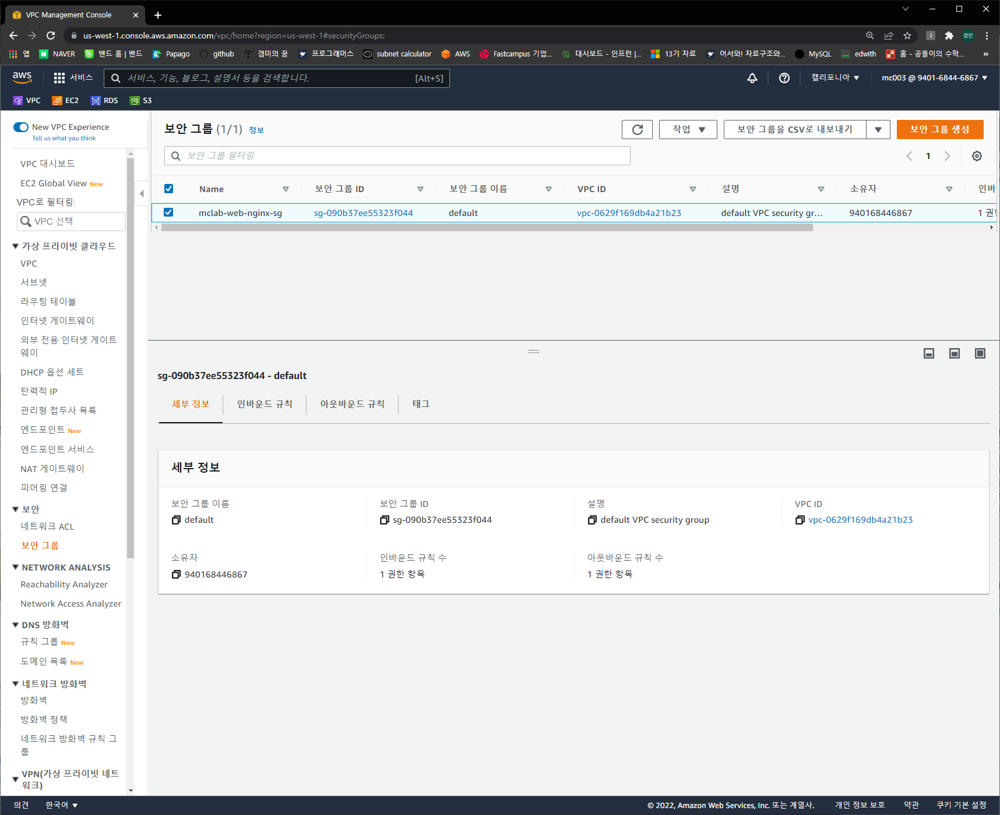 VPC Management Console
us-west-1.console.aws.amazon.com/vpc/home?region=us-west-1#securityGroups:
경민
앱 NAVER 밴드 홈 | 밴드 Papago github 캠미의 꿈 프로그래머스 subnet calculator AWS Fastcampus 기업... 대시보드 - 인프런 |... 13기 자료 어서와! 자료구조와... MySQL edwith 홈 - 공돌이의 수학... »
aws 서비스 서비스, 기능, 블로그, 설명서 등을 검색합니다. [Alt+S] 캘리포니아 mc003 @ 9401-6844-6867
VPC EC2 RDS S3
New VPC Experience
Tell us what you think
VPC 대시보드
EC2 Global View New
VPC로 필터링:
VPC 선택
가상 프라이빗 클라우드
VPC
서브넷
라우팅 테이블
인터넷 게이트웨이
외부 전용 인터넷 게이트
웨이
DHCP 옵션 세트
탄력적 IP
관리형 접두사 목록
엔드포인트 New
엔드포인트 서비스
NAT 게이트웨이
피어링 연결
보안
네트워크 ACL
보안 그룹
NETWORK ANALYSIS
Reachability Analyzer
Network Access Analyzer
DNS 방화벽
규칙 그룹 New
도메인 목록 New
네트워크 방화벽
방화벽
방화벽 정책
네트워크 방화벽 규칙 그
룹
VPN(가상 프라이빗 네트
워크)
보안 그룹 (1/1) 정보
작업 보안 그룹을 CSV로 내보내기 보안 그룹 생성
보안 그룹 필터링
1
Name 보안 그룹 ID 보안 그룹 이름 VPC ID 설명 소유자 인바
mclab-web-nginx-sg sg-090b37ee55323f044 default vpc-0629f169db4a21b23 default VPC security gr... 940168446867 1 권한
sg-090b37ee55323f044 - default
세부 정보 인바운드 규칙 아웃바운드 규칙 태그
세부 정보
보안 그룹 이름 보안 그룹 ID 설명 VPC ID
default sg-090b37ee55323f044 default VPC security group vpc-0629f169db4a21b23
소유자 인바운드 규칙 수 아웃바운드 규칙 수
940168446867 1 권한 항목 1 권한 항목
의견 한국어 © 2022, Amazon Web Services, Inc. 또는 계열사. 개인 정보 보호 약관 쿠키 기본 설정